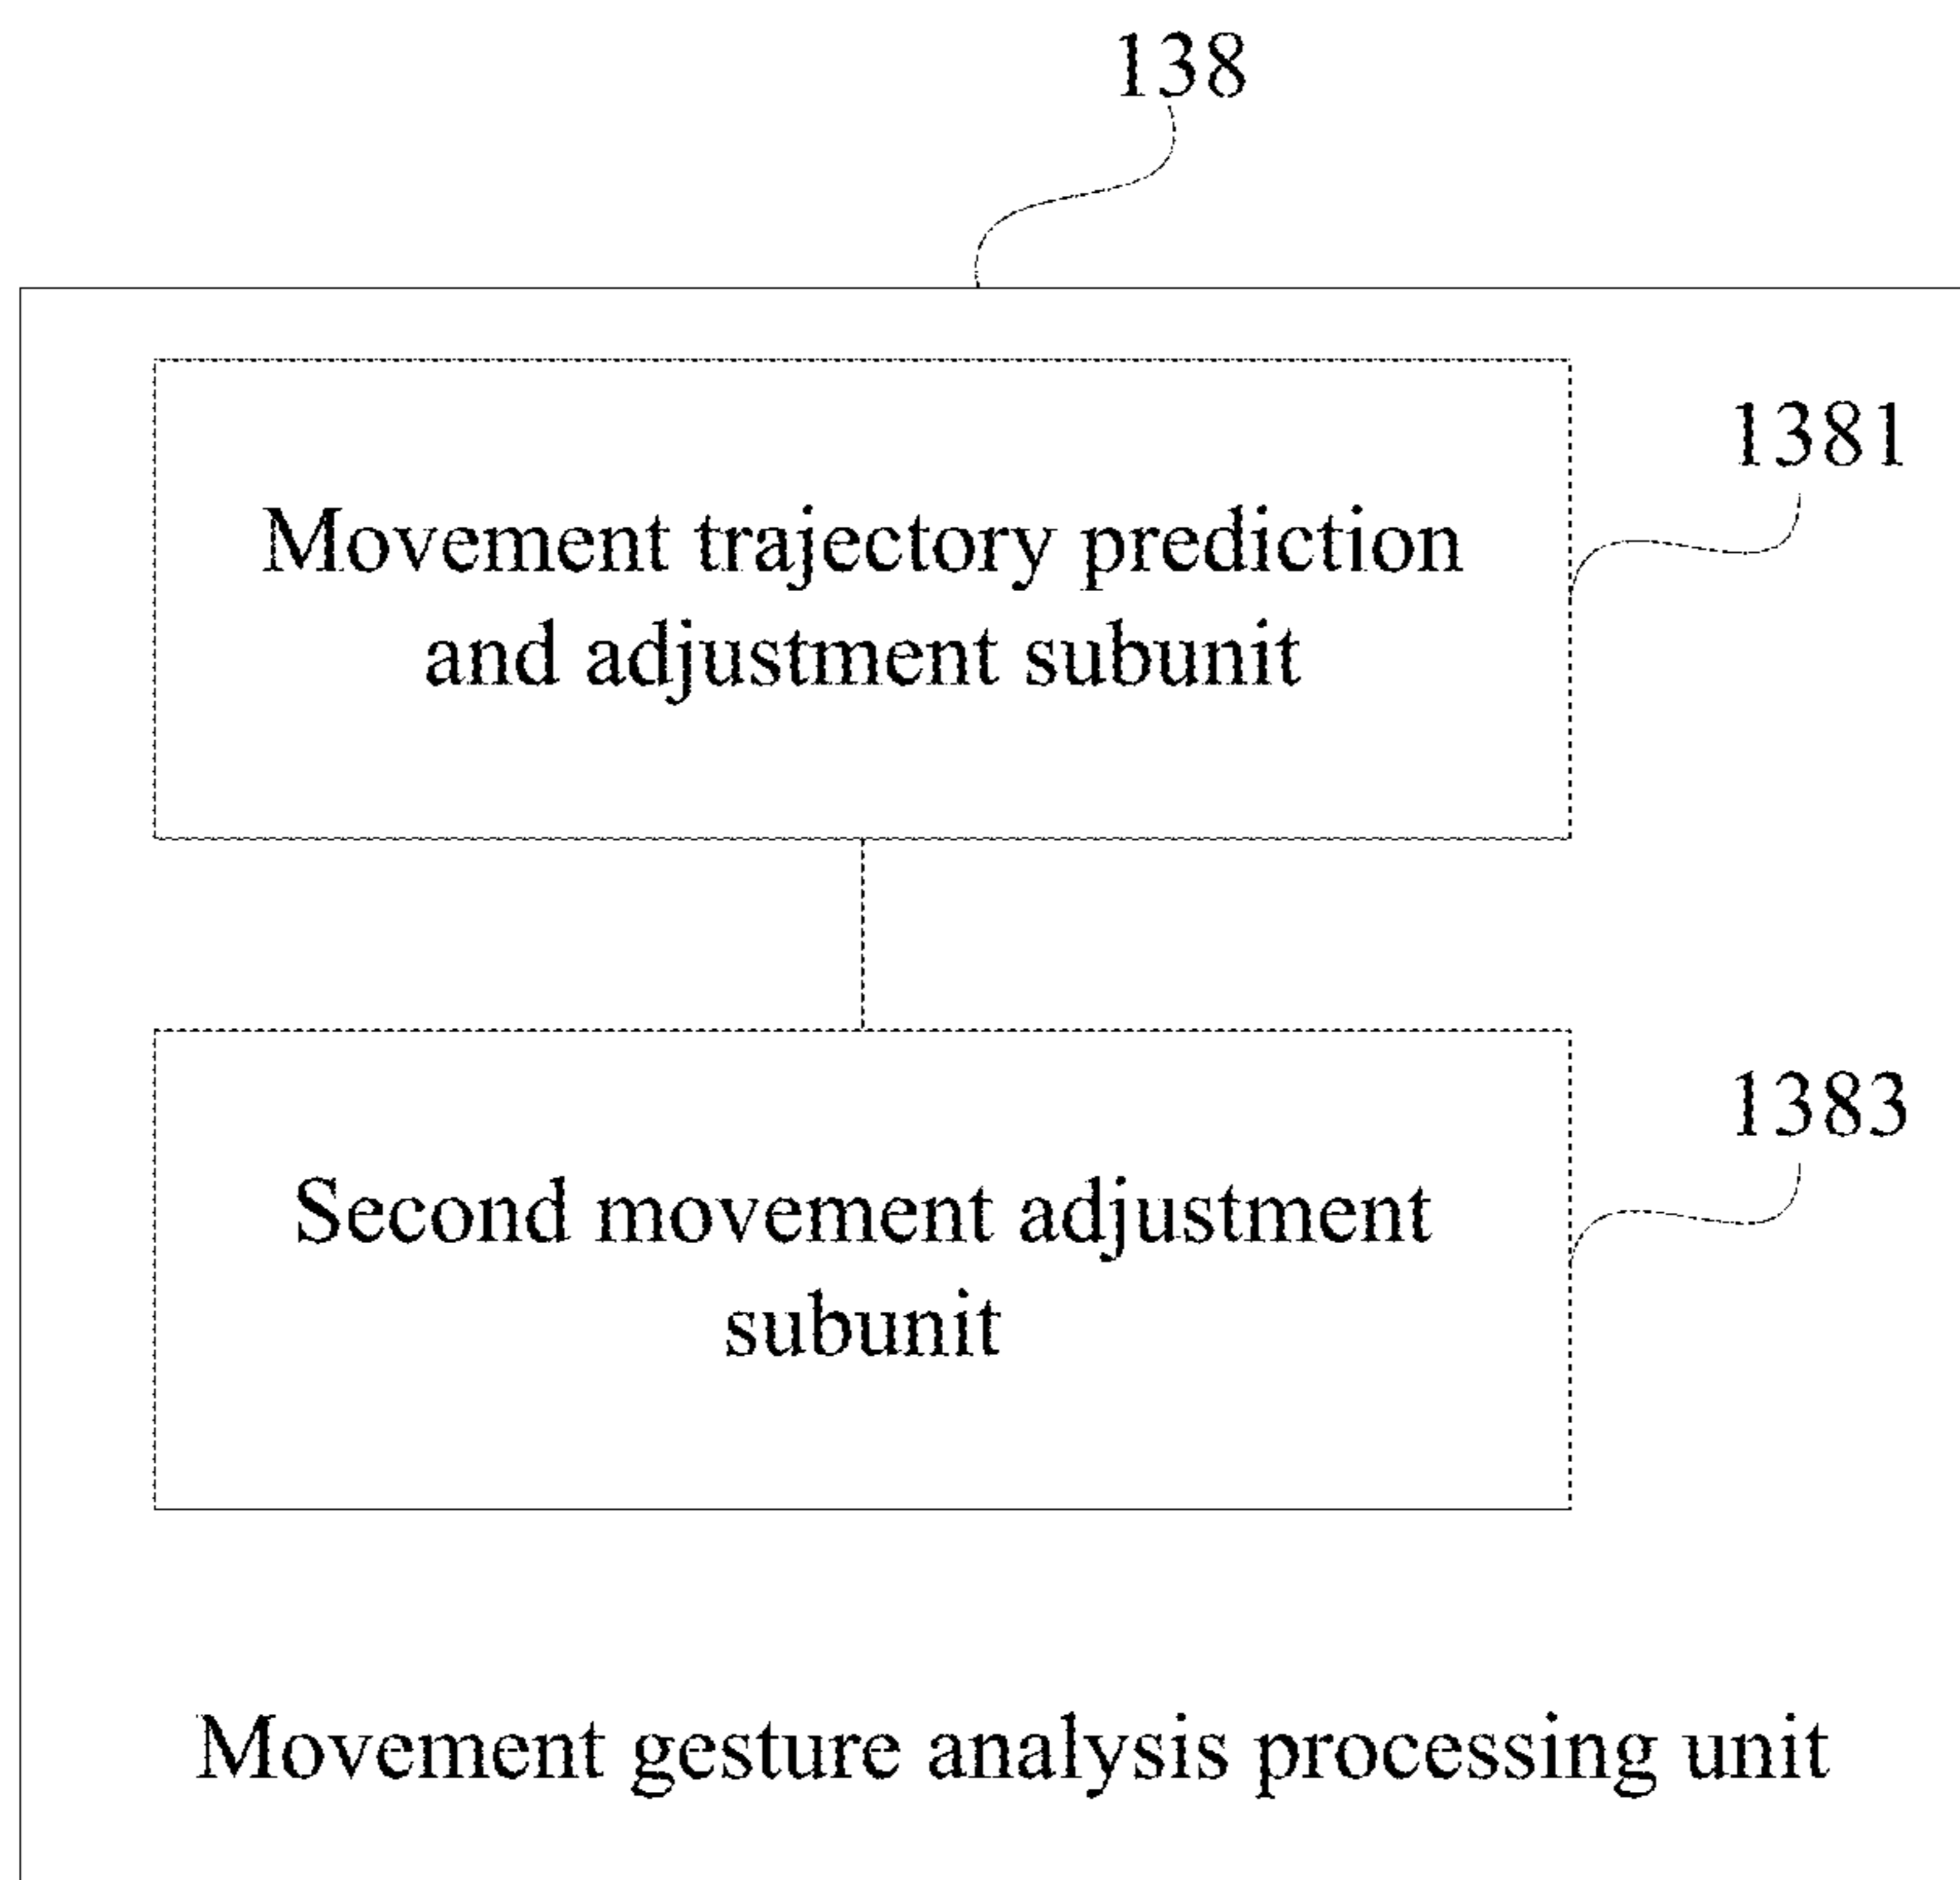 138
1381
Movement trajectory prediction
and adjustment subunit
1383
Second movement adjustment
subunit
Movement gesture analysis processing unit